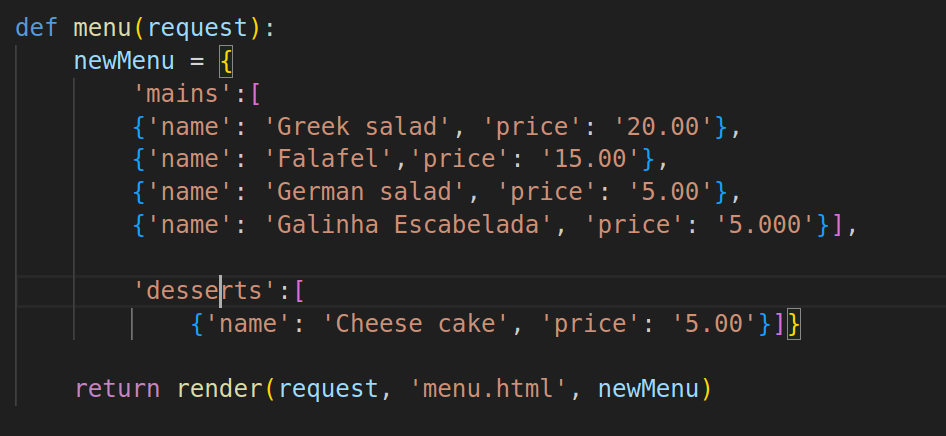 def menu(request):
newMenu = {
'mains':[
{'name': 'Greek salad', 'price': '20.00'},
{'name': 'Falafel','price': '15.00'},
{'name': 'German salad', 'price': '5.00'},
{'name': 'Galinha Escabelada', 'price': '5.000'}],
'desserts':[
{'name': 'Cheese cake', 'price': '5.00'}]}
return render(request, 'menu.html', newMenu)